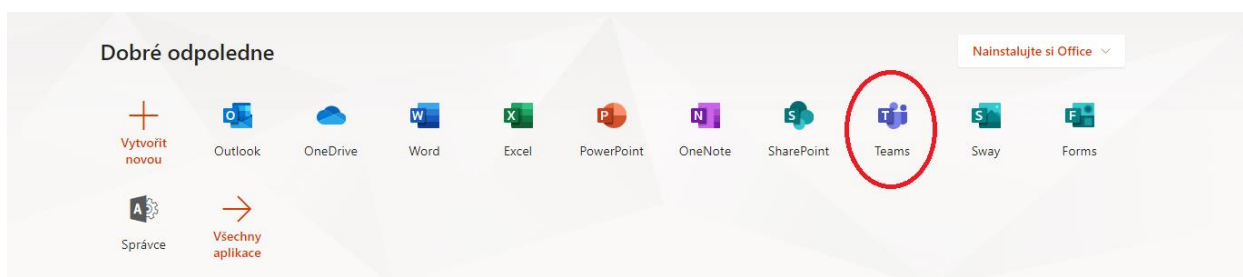 Dobré odpoledne
Nainstalujte si Office
Vytvořit
novou
Outlook
OneDrive
Word
Excel
PowerPoint
OneNote
SharePoint
Teams
Sway
Forms
Správce
Všechny
aplikace